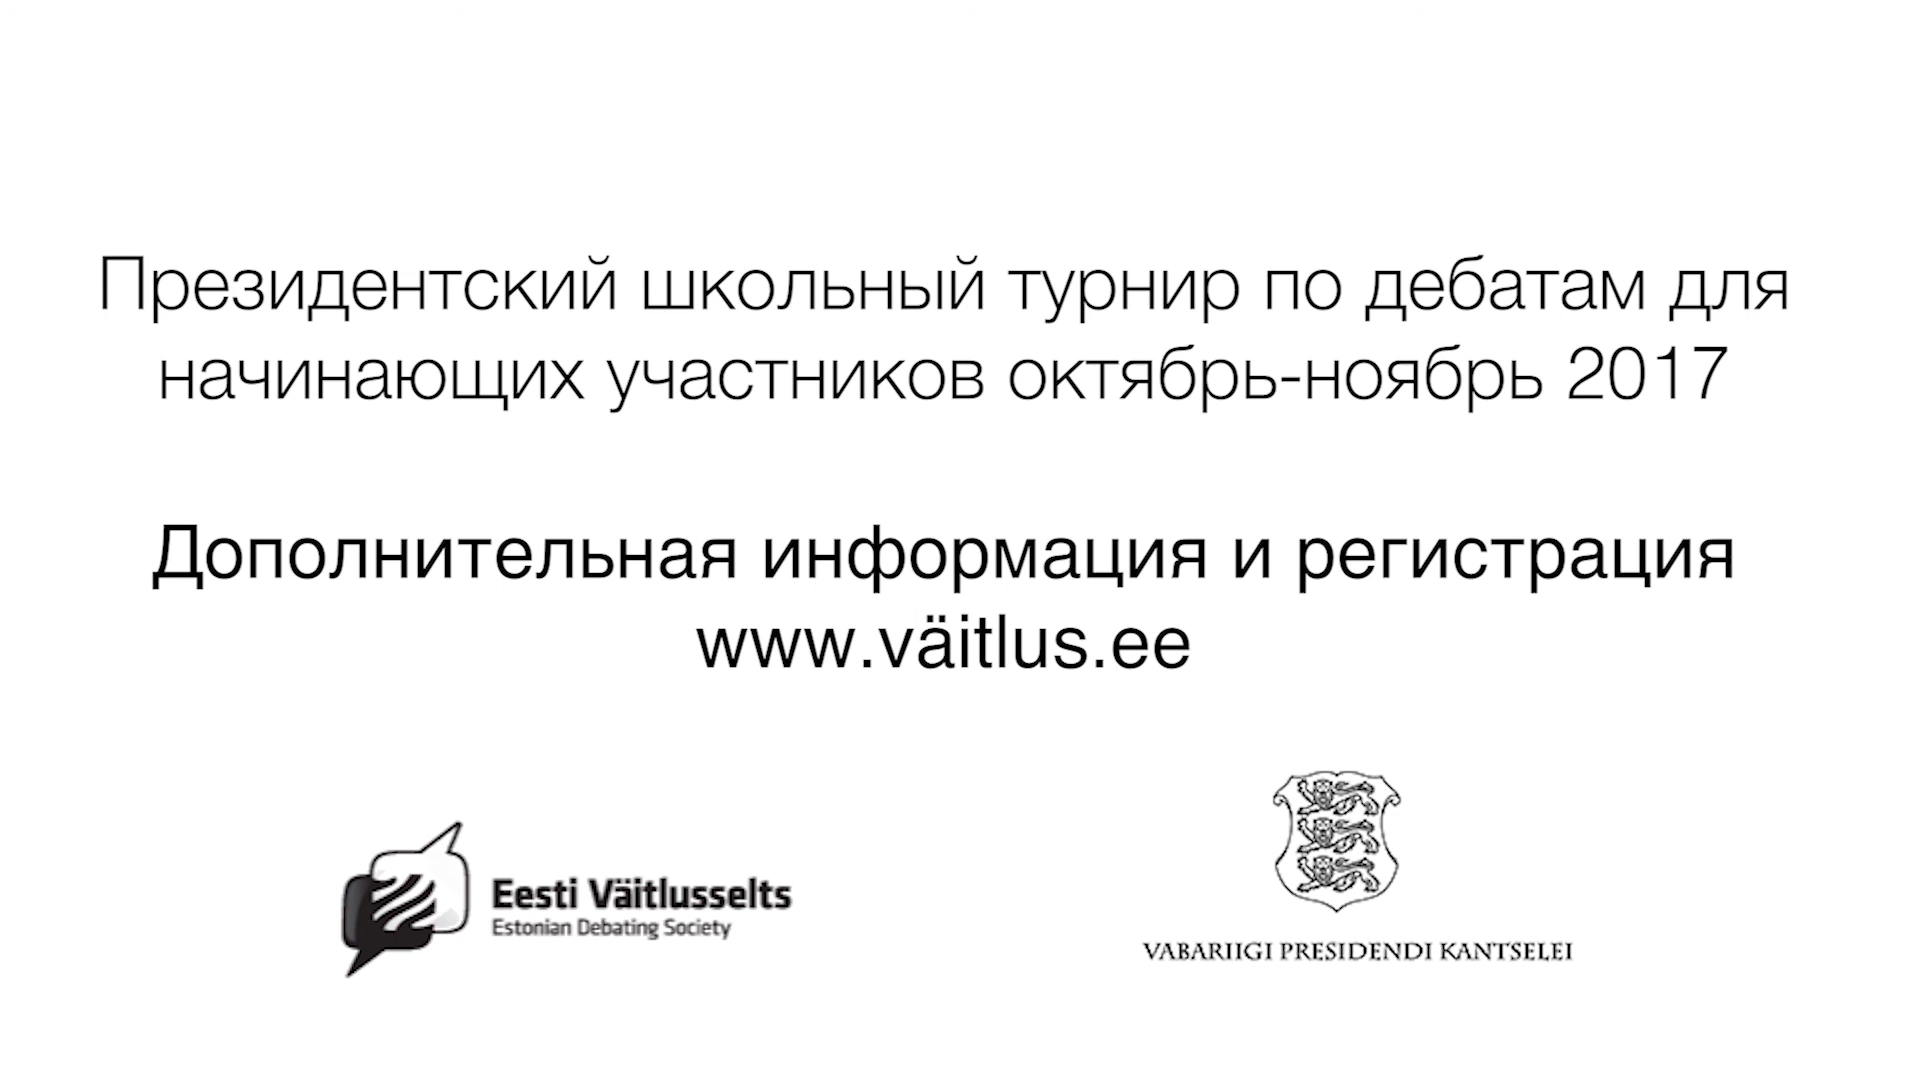 Президентский школьный турнир по дебатам для
начинающих участников октябрь-ноябрь 2017
Дополнительная информация и регистрация
www.väitlus.ee
Eesti Väitlusselts
Estonian Debating Society
VABARIIGI PRESIDENDI KANTSELEI